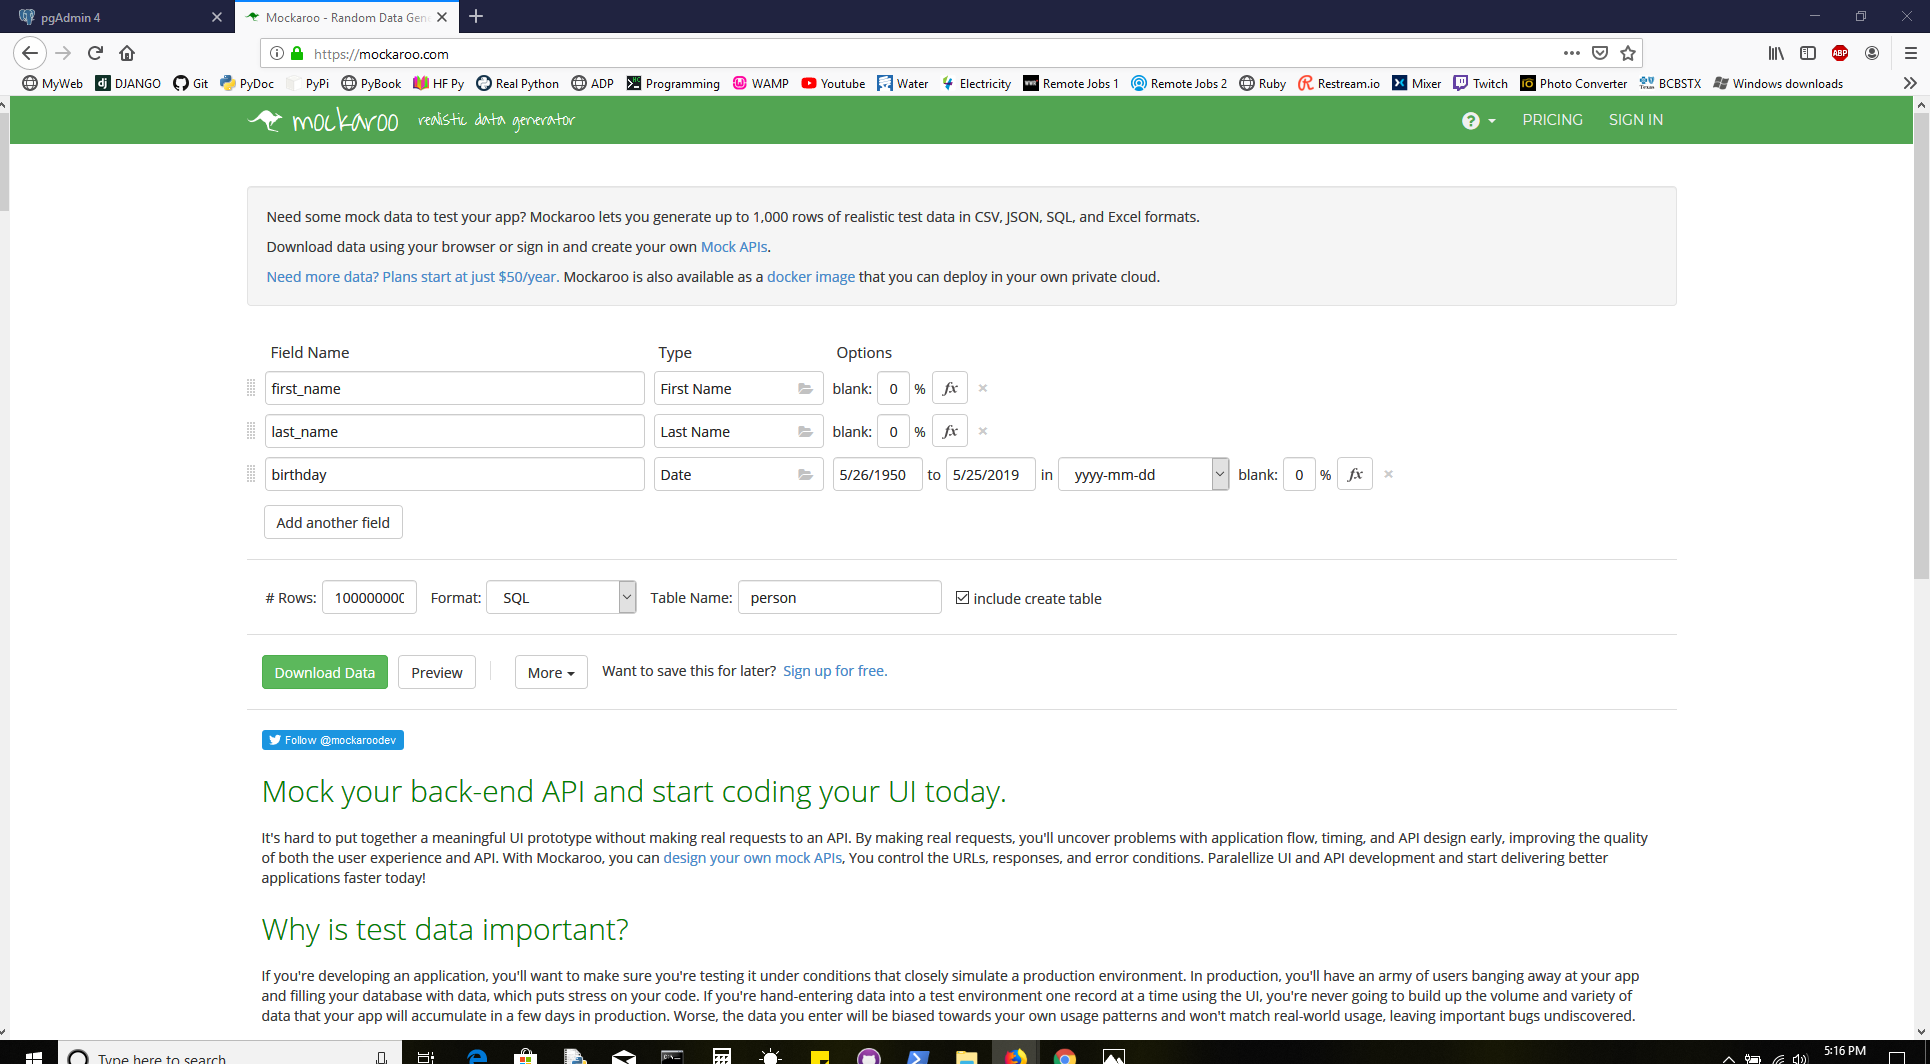 pgAdmin 4
Mockaroo - Random Data Gene
https://mockaroo.com
MyWeb DJANGO Git PyDoc PyPi PyBook HF Py Real Python ADP Programming WAMP Youtube Water Electricity Remote Jobs 1 Remote Jobs 2 Ruby Restream.io Mixer Twitch Photo Converter BCBSTX Windows downloads
mockaroo realistic data generator PRICING SIGN IN
Need some mock data to test your app? Mockaroo lets you generate up to 1,000 rows of realistic test data in CSV, JSON, SQL, and Excel formats.
Download data using your browser or sign in and create your own Mock APIs.
Need more data? Plans start at just $50/year. Mockaroo is also available as a docker image that you can deploy in your own private cloud.
Field Name Type Options
first_name First Name blank: 0 % fx ×
last_name Last Name blank: 0 % fx ×
birthday Date 5/26/1950 to 5/25/2019 in yyyy-mm-dd blank: 0 % fx ×
Add another field
# Rows: 100000000 Format: SQL Table Name: person include create table
Download Data Preview More Want to save this for later? Sign up for free.
Follow @mockaroodev
Mock your back-end API and start coding your UI today.
It's hard to put together a meaningful UI prototype without making real requests to an API. By making real requests, you'll uncover problems with application flow, timing, and API design early, improving the quality
of both the user experience and API. With Mockaroo, you can design your own mock APIs, You control the URLs, responses, and error conditions. Paralellize UI and API development and start delivering better
applications faster today!
Why is test data important?
If you're developing an application, you'll want to make sure you're testing it under conditions that closely simulate a production environment. In production, you'll have an army of users banging away at your app
and filling your database with data, which puts stress on your code. If you're hand-entering data into a test environment one record at a time using the UI, you're never going to build up the volume and variety of
data that your app will accumulate in a few days in production. Worse, the data you enter will be biased towards your own usage patterns and won't match real-world usage, leaving important bugs undiscovered.
Type here to search 5:16 PM